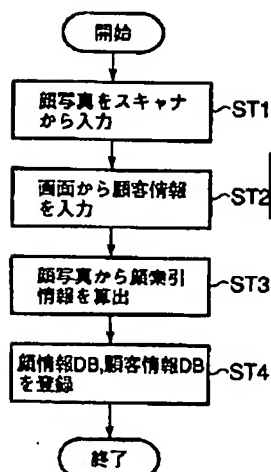 開始
顔写真をスキャナ
から入力
~ST1
画面から顧客情報
を入力
~ST2
顔写真から顔索引
情報を算出
~ST3
顔情報DB,顧客情報DB
を登録
~ST4
終了